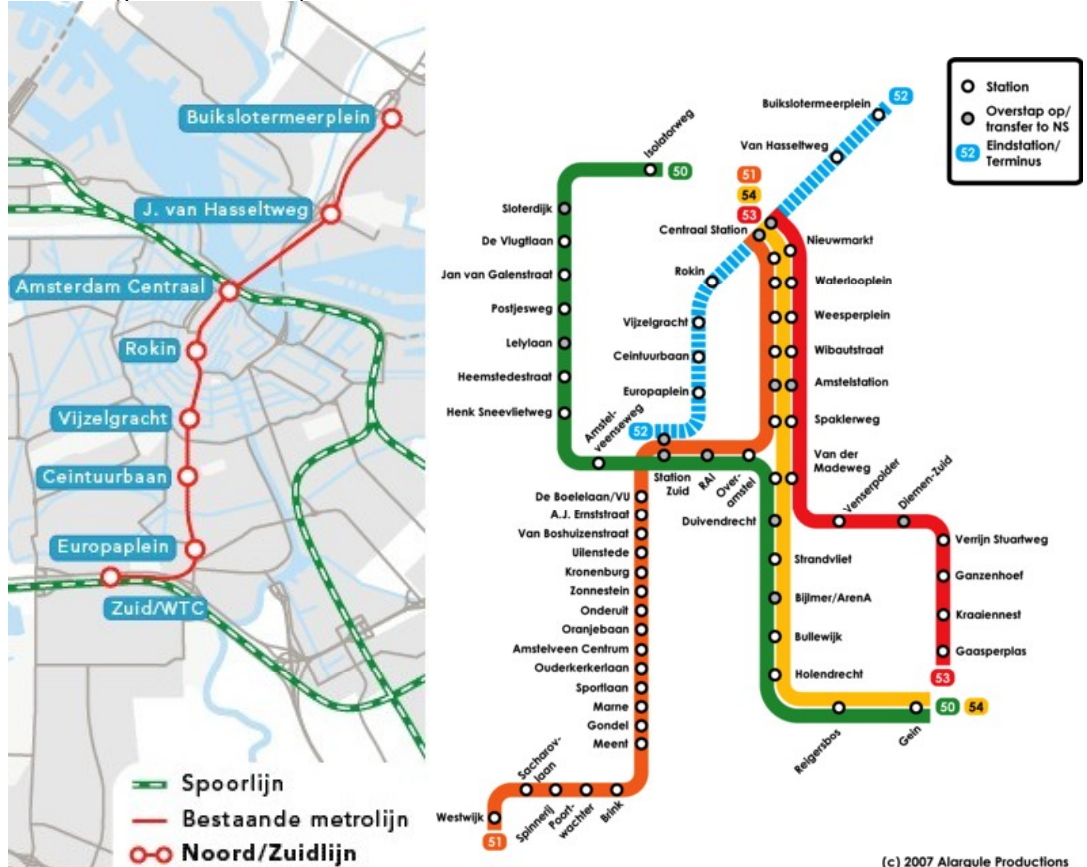 Buikslotermeerplein
J. van Hasseltweg
Amsterdam Centraal
Rokin
Vijzelgracht
Ceintuurbaan
Europaplein
Zuid/WTC
Spoorlijn
Bestaande metrolijn
Noord/Zuidlijn
Station
Overstap op/
transfer to NS
52
Eindstation/
Terminus
52
Buikslotermeerplein
Van Hasseltweg
Isolatorweg
50
51
54
53
Centraal Station
Sloterdijk
De Vlugtlaan
Jan van Galenstraat
Postjesweg
Lelylaan
Heemstedestraat
Henk Sneevlietweg
Amstel-
veenseweg
Rokin
Vijzelgracht
Ceintuurbaan
Europaplein
52
Station
Zuid
RAI
Over-
amstel
Nieuwmarkt
Waterlooplein
Weesperplein
Wibautstraat
Amstelstation
Spaklerweg
Van der
Madeweg
Venserpolder
Diemen-Zuid
Verrijn Stuartweg
Ganzenhoef
Kraaiennest
Gaasperplas
53
Duivendrecht
Strandvliet
Bijlmer/ArenA
Bullewijk
Holendrecht
Reigersbos
Gein
50
54
De Boelelaan/VU
A.J. Ernststraat
Van Boshuizenstraat
Uilenstede
Kronenburg
Zonnestein
Onderuit
Oranjebaan
Amstelveen Centrum
Ouderkerkerlaan
Sportlaan
Marne
Gondel
Meent
Sacharov-
laan
Spinnerij
Poort-
wachter
Brink
Westwijk
51
(c) 2007 Alargule Productions